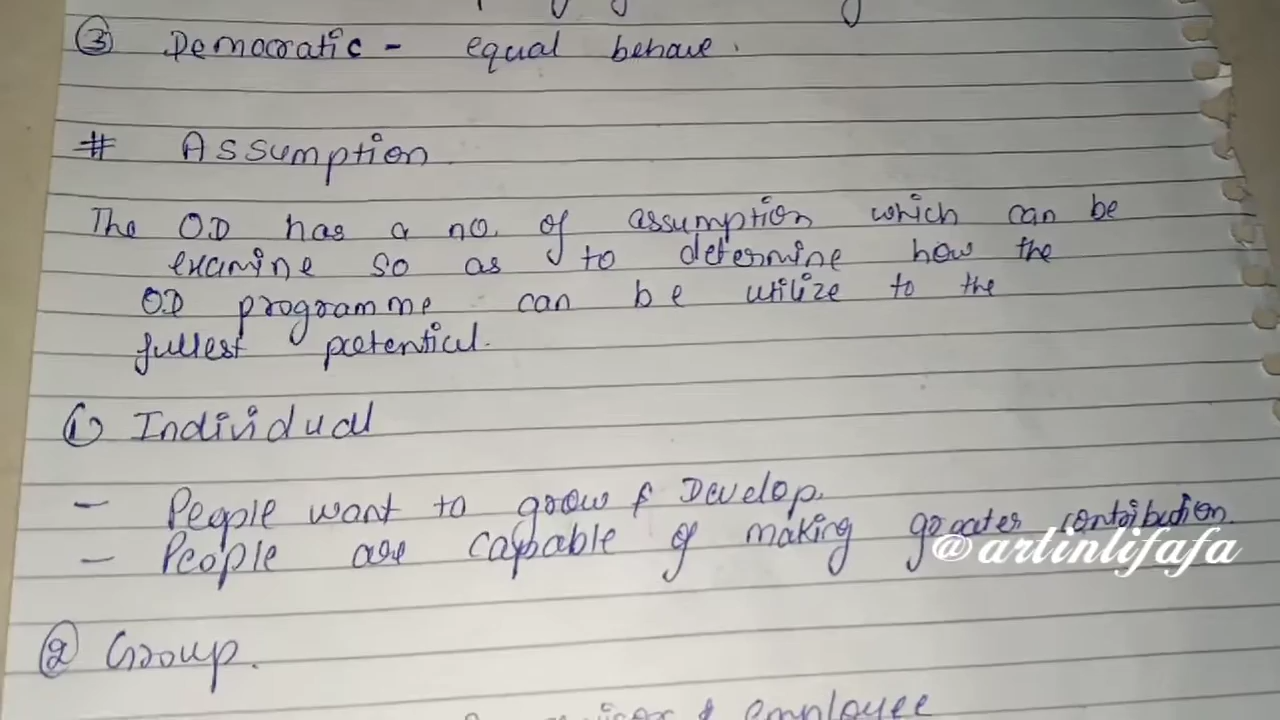 ③ Democratic - equal behave.
# Assumption
The O.D has a no. of assumption which can be
examine so as to determine how the
O.D programme can be utilize to the
fullest potential.
① Individual
- People want to grow & Develop.
- People are capable of making greater contribution.
@artinlifafa
② Group.
& employee